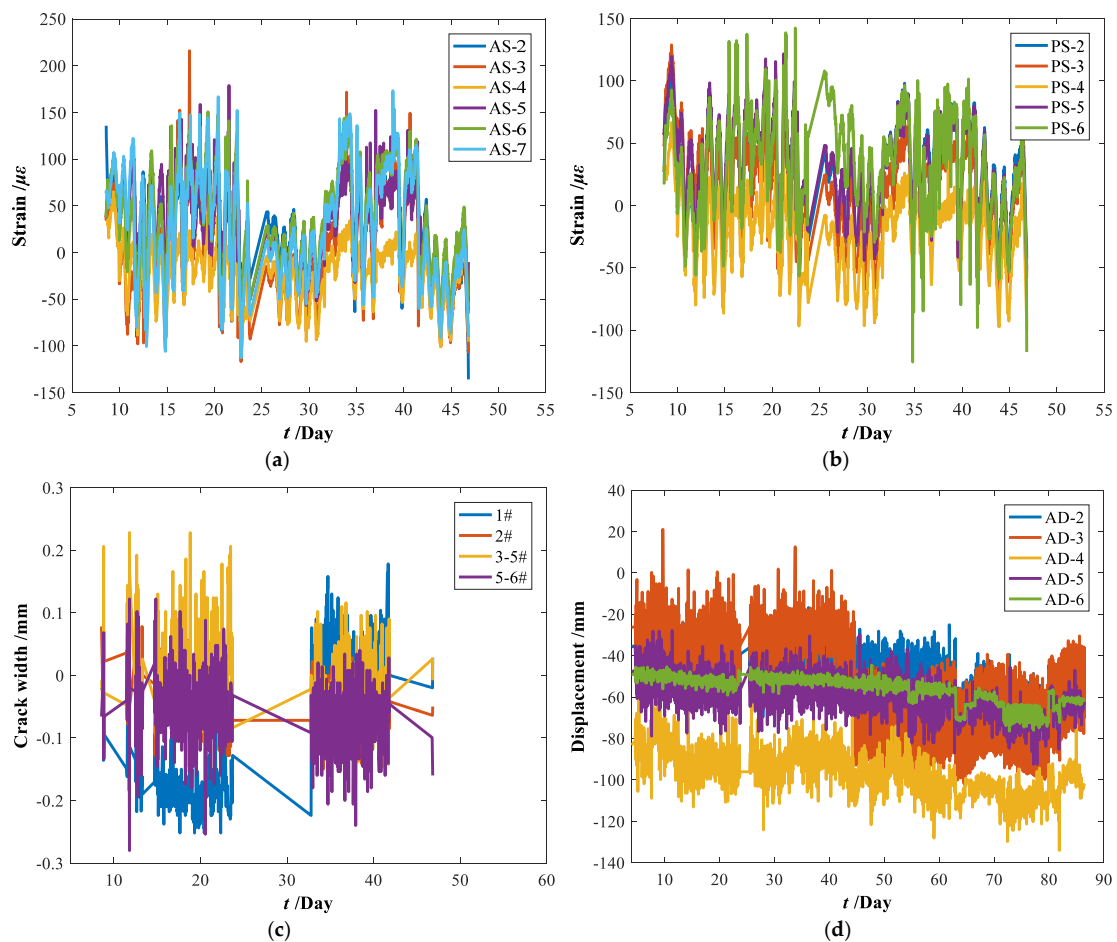 250
200
150
100
50
0
-50
-100
-150
Strain /με
5 10 15 20 25 30 35 40 45 50 55
t /Day
AS-2
AS-3
AS-4
AS-5
AS-6
AS-7
(a)
150
100
50
0
-50
-100
-150
Strain /με
5 10 15 20 25 30 35 40 45 50 55
t /Day
PS-2
PS-3
PS-4
PS-5
PS-6
(b)
0.3
0.2
0.1
0
-0.1
-0.2
-0.3
Crack width /mm
10 20 30 40 50 60
t /Day
1#
2#
3-5#
5-6#
(c)
40
20
0
-20
-40
-60
-80
-100
-120
-140
Displacement /mm
10 20 30 40 50 60 70 80 90
t /Day
AD-2
AD-3
AD-4
AD-5
AD-6
(d)